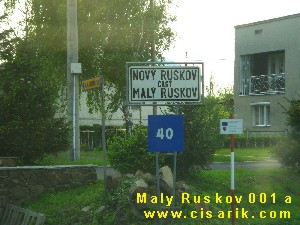 NOVÝ RUSKOV
ČASŤ
MALÝ RUSKOV
40
Maly Ruskov 001 a
www.cisarik.com